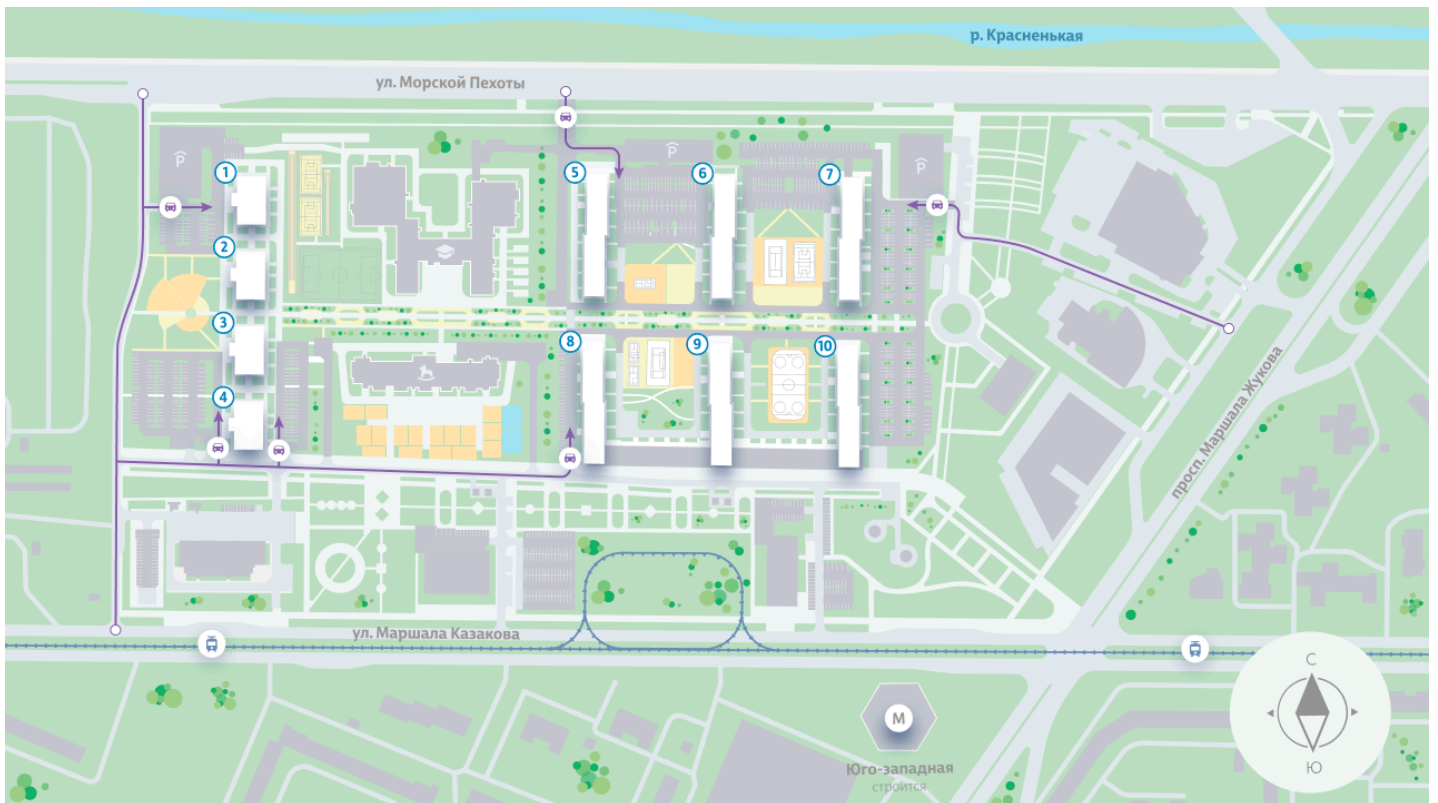 р. Красненькая
ул. Морской Пехоты
P
P
P
1
5
6
7
2
3
8
9
10
4
просп. Маршала Жукова
ул. Маршала Казакова
С
М
Юго-западная
строится
Ю